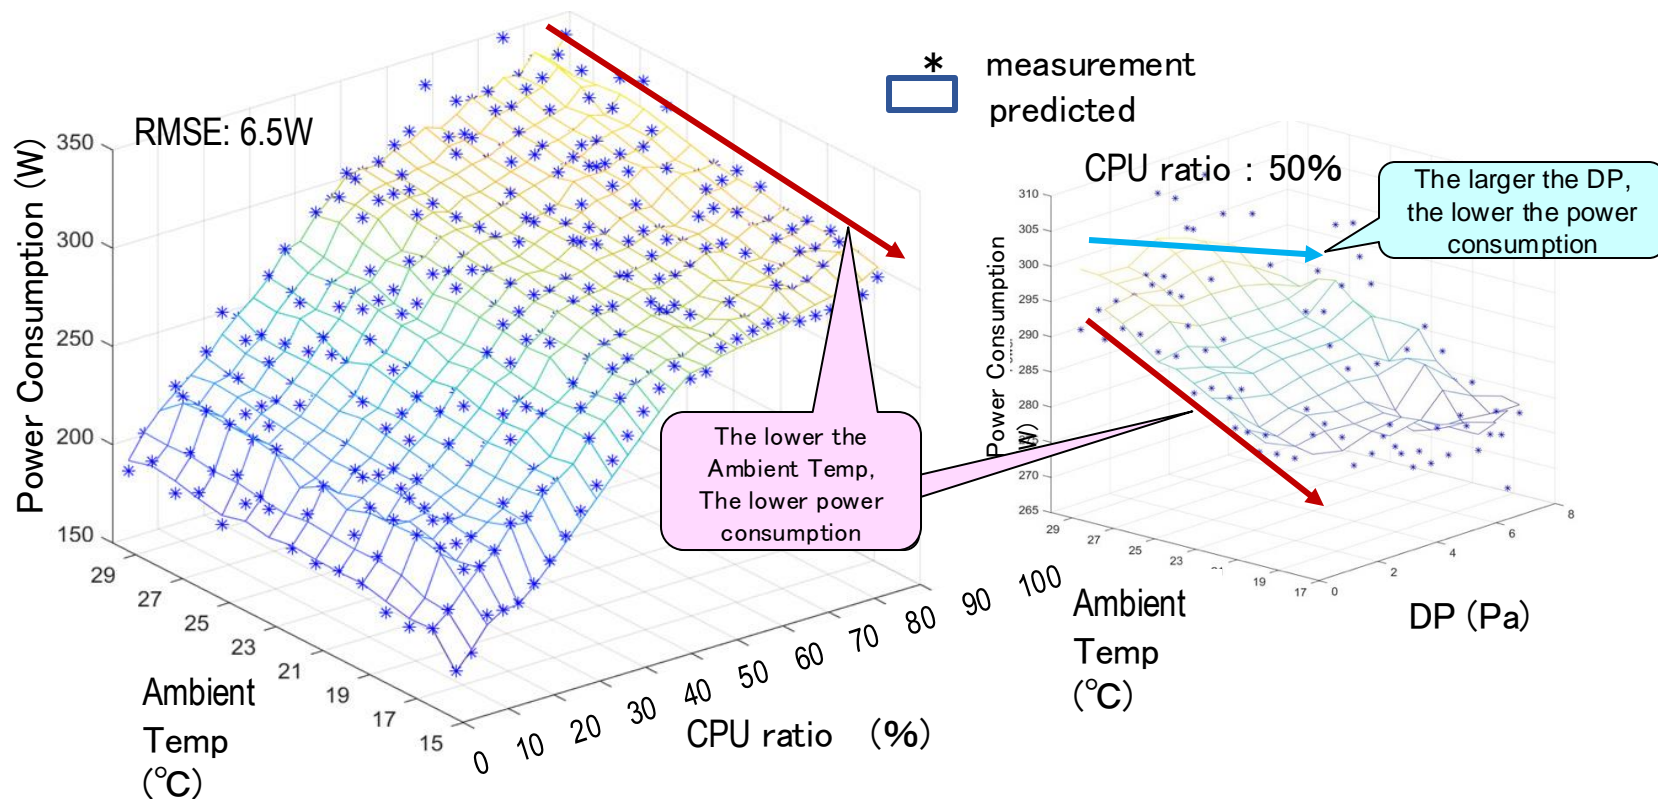 RMSE: 6.5W
Power Consumption (W)
350
300
250
200
150
29
27
25
23
21
19
17
15
Ambient
Temp
(℃)
0
10
20
30
40
50
60
70
80
90
100
CPU ratio (%)
* measurement
predicted
The lower the
Ambient Temp,
The lower power
consumption
CPU ratio : 50%
The larger the DP,
the lower the power
consumption
Power Consumption
310
305
300
295
290
285
280
270
265
29
27
25
23
19
17
Ambient
Temp
(℃)
0
2
4
6
8
DP (Pa)